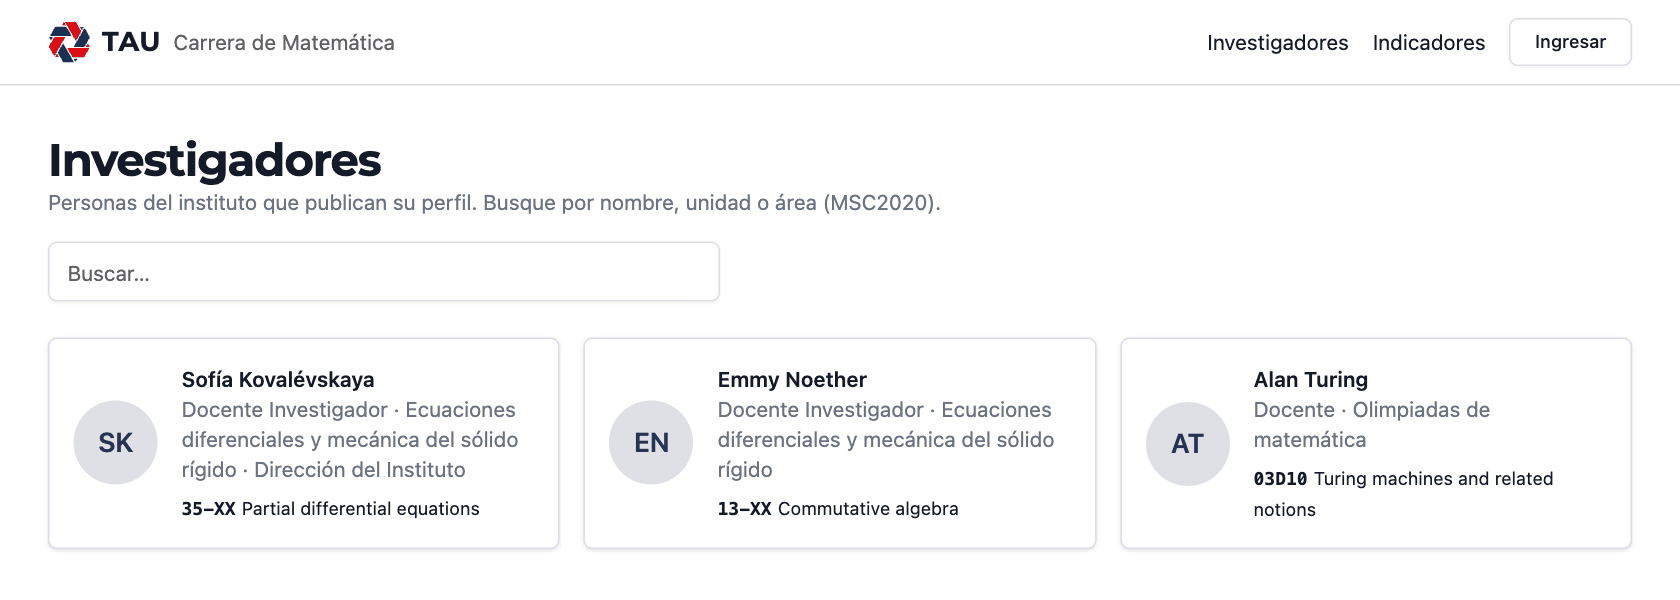 TAU Carrera de Matemática
Investigadores Indicadores Ingresar
Investigadores
Personas del instituto que publican su perfil. Busque por nombre, unidad o área (MSC2020).
Buscar...
SK
Sofía Kovalévskaya
Docente Investigador · Ecuaciones
diferenciales y mecánica del sólido
rígido · Dirección del Instituto
35-XX Partial differential equations
EN
Emmy Noether
Docente Investigador · Ecuaciones
diferenciales y mecánica del sólido
rígido
13-XX Commutative algebra
AT
Alan Turing
Docente · Olimpiadas de
matemática
03D10 Turing machines and related
notions